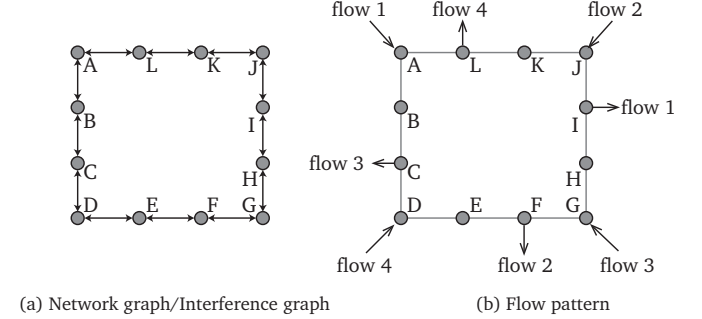 flow 1 flow 4 flow 2
A L K J A L K J
B I B I flow 1
C H flow 3 C H
D E F G D E F G
flow 4 flow 2 flow 3
(a) Network graph/Interference graph (b) Flow pattern